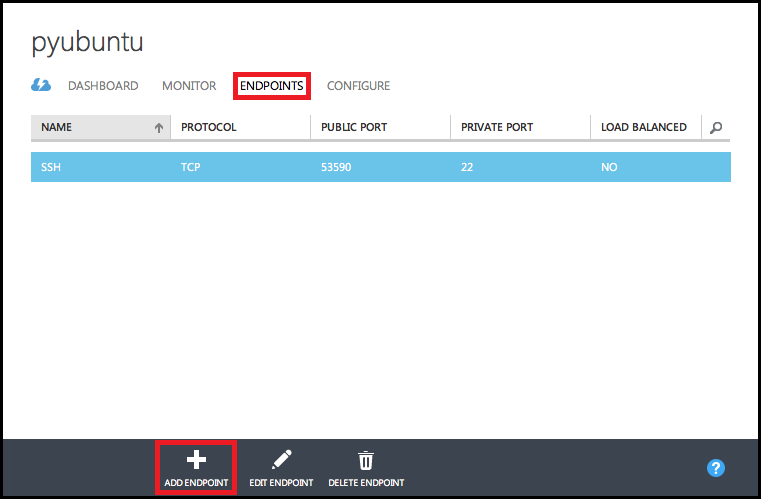 pyubuntu
DASHBOARD MONITOR ENDPOINTS CONFIGURE
NAME PROTOCOL PUBLIC PORT PRIVATE PORT LOAD BALANCED
SSH TCP 53590 22 NO
ADD ENDPOINT EDIT ENDPOINT DELETE ENDPOINT ?